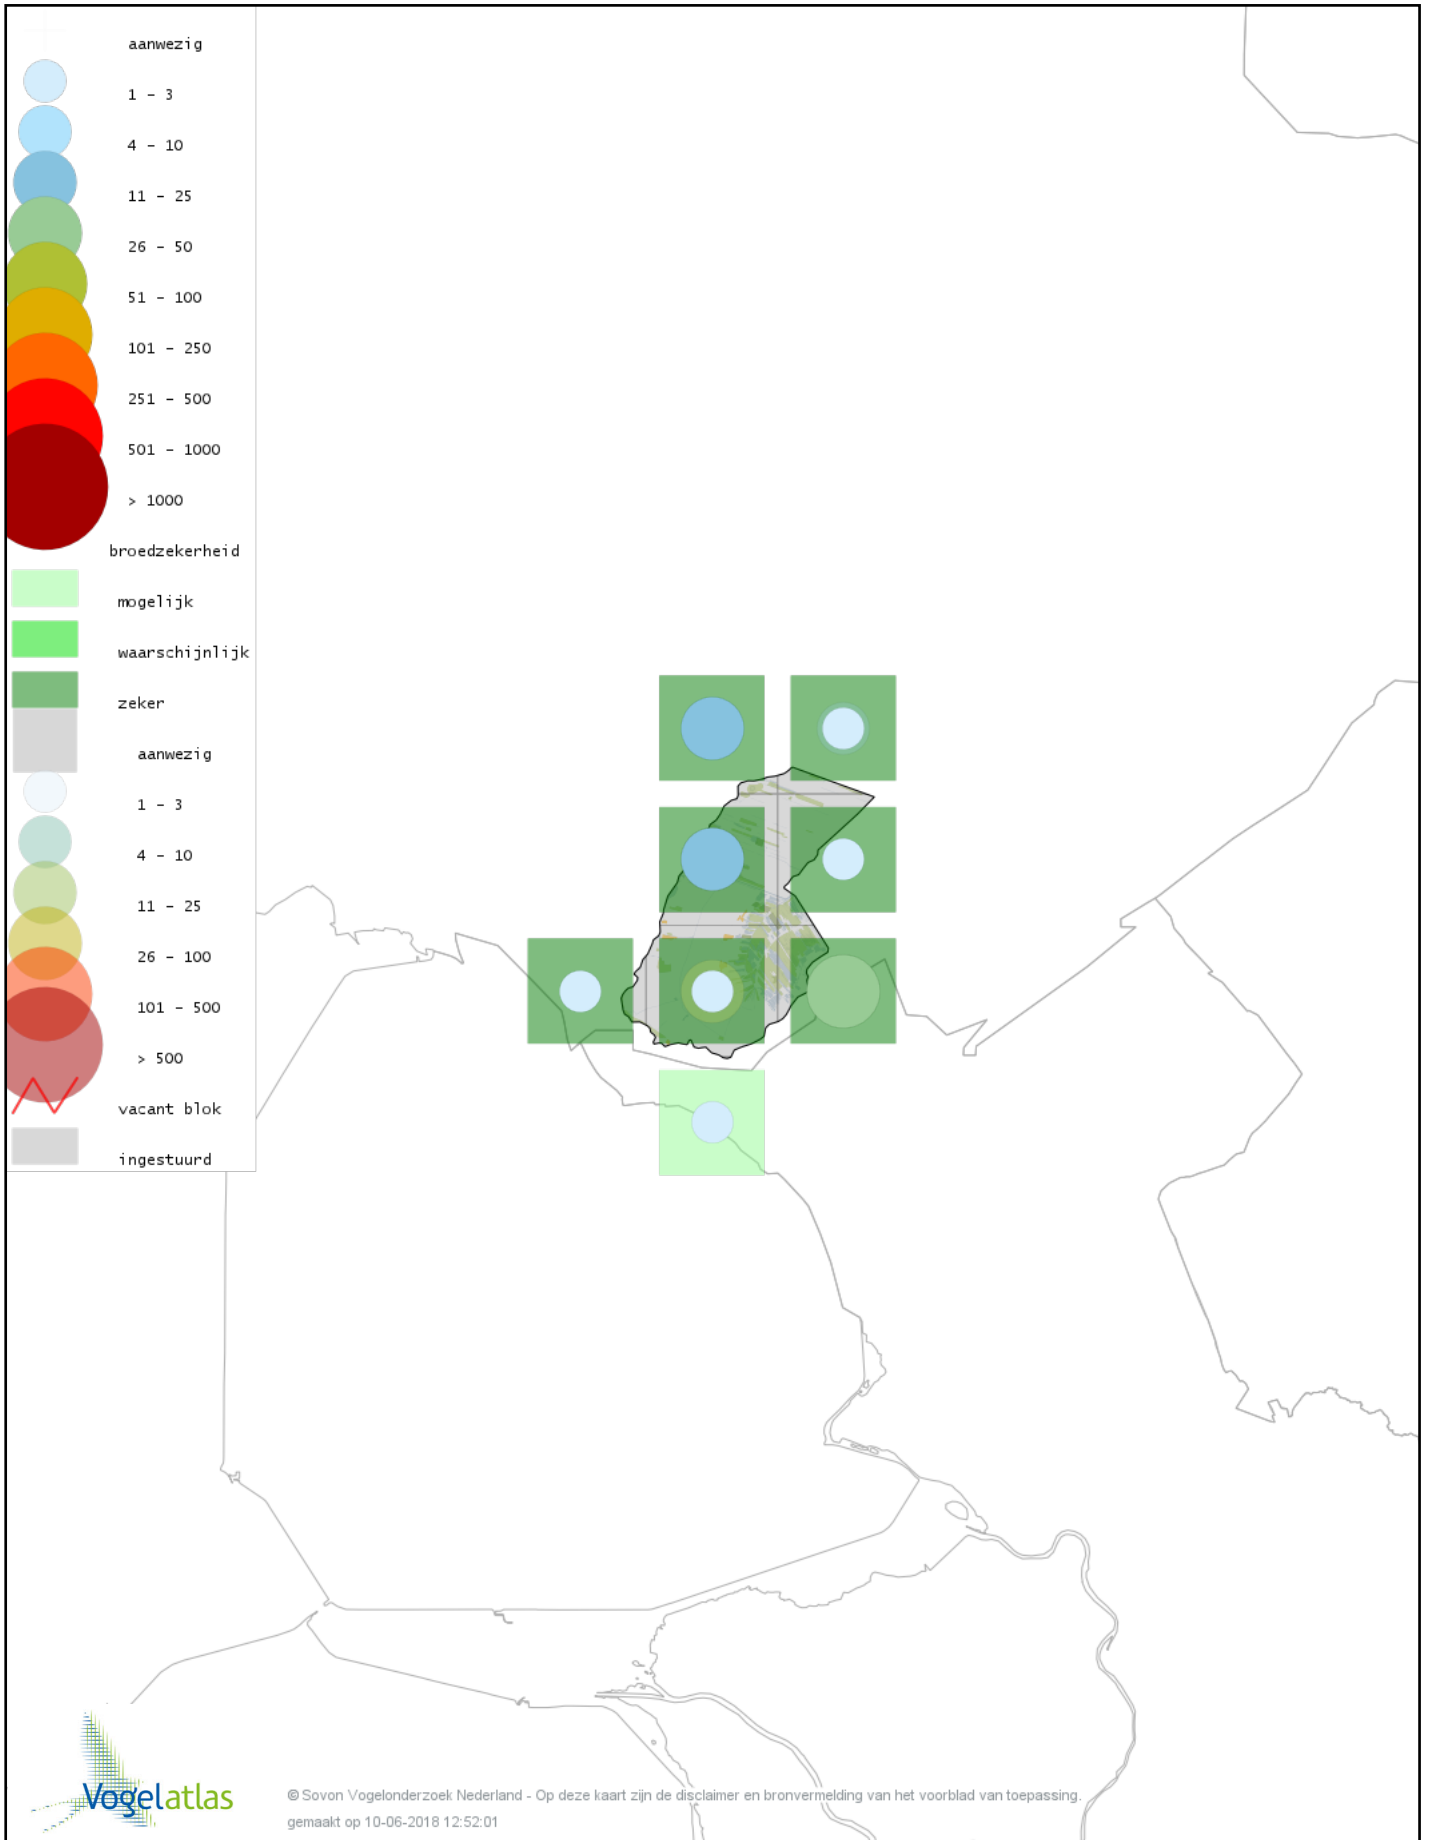 aanwezig
1 - 3
4 - 10
11 - 25
26 - 50
51 - 100
101 - 250
251 - 500
501 - 1000
> 1000
broedzekerheid
mogelijk
waarschijnlijk
zeker
aanwezig
1 - 3
4 - 10
11 - 25
26 - 100
101 - 500
> 500
vacant blok
ingestuurd
Vogelatlas
© Sovon Vogelonderzoek Nederland - Op deze kaart zijn de disclaimer en bronvermelding van het voorblad van toepassing.
gemaakt op 10-06-2018 12:52:01